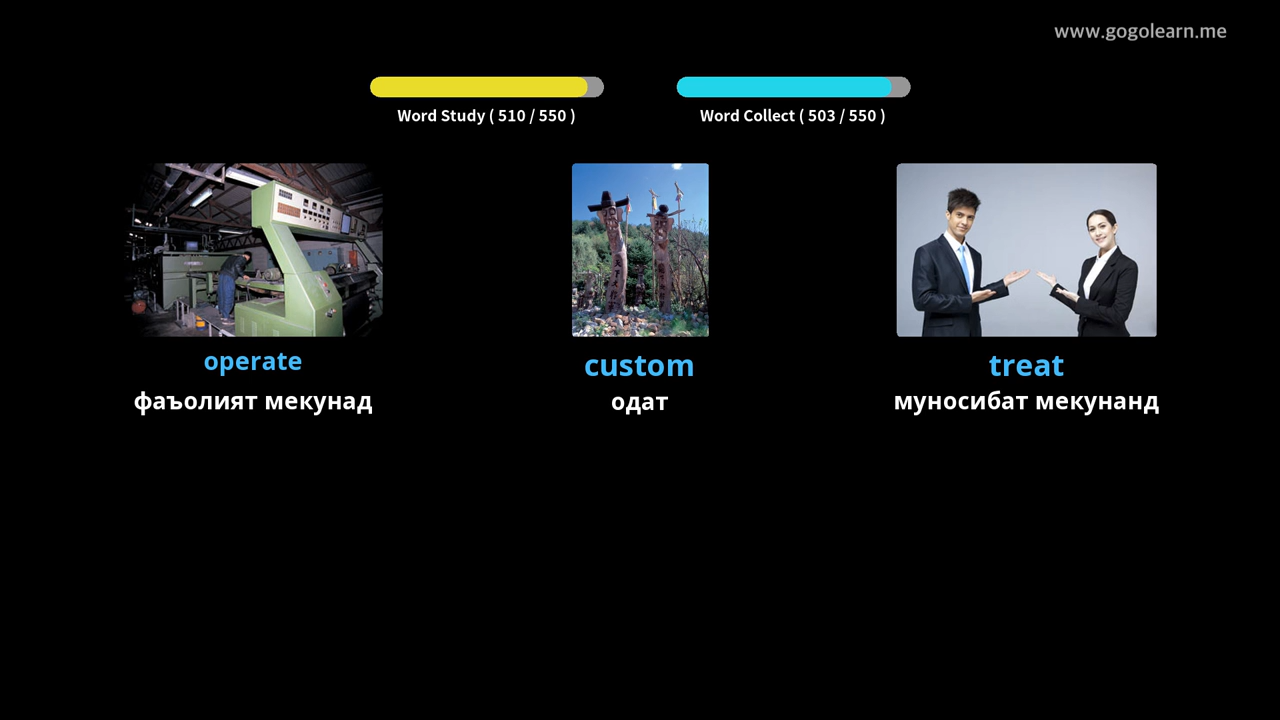 www.gogolearn.me
Word Study ( 510 / 550 )
Word Collect ( 503 / 550 )
operate
custom
treat
фаъолият мекунад
одат
муносибат мекунанд